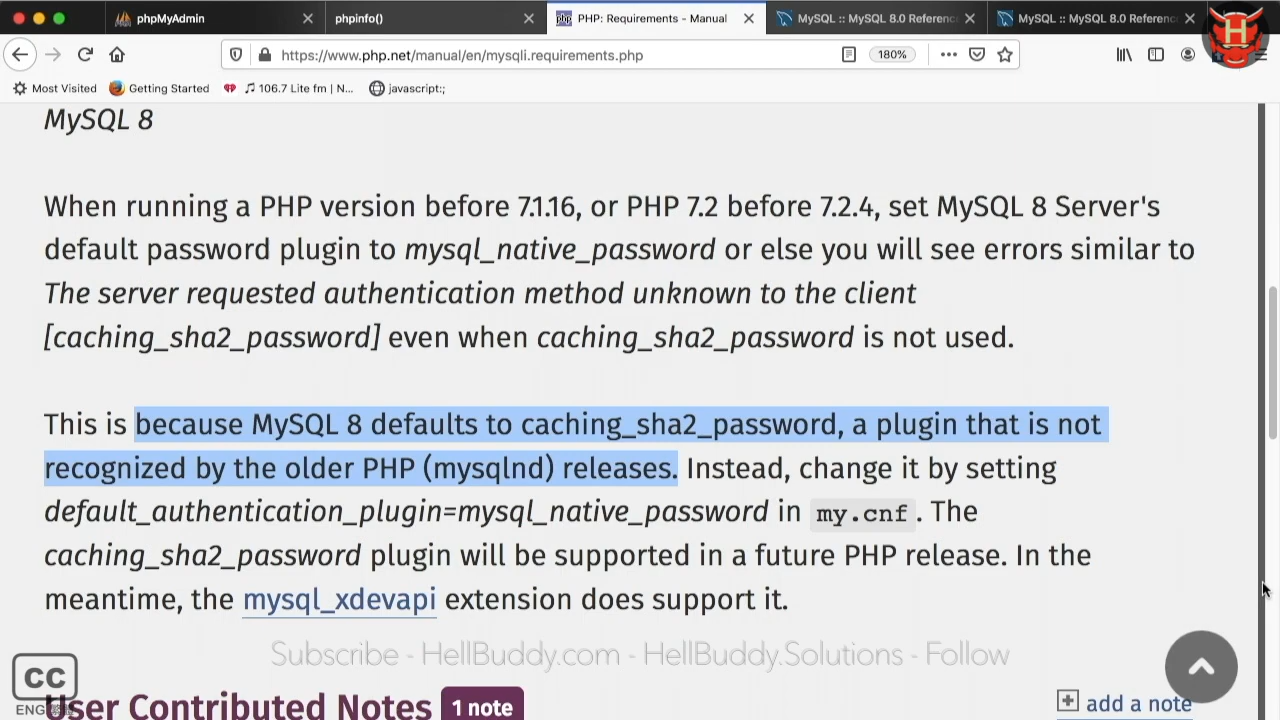 phpMyAdmin
phpinfo()
php PHP: Requirements - Manual
MySQL :: MySQL 8.0 Referenc
MySQL :: MySQL 8.0 Referenc
H
https://www.php.net/manual/en/mysqli.requirements.php
180%
Most Visited
Getting Started
106.7 Lite fm | N...
javascript:;
MySQL 8
When running a PHP version before 7.1.16, or PHP 7.2 before 7.2.4, set MySQL 8 Server's
default password plugin to mysql_native_password or else you will see errors similar to
The server requested authentication method unknown to the client
[caching_sha2_password] even when caching_sha2_password is not used.
This is because MySQL 8 defaults to caching_sha2_password, a plugin that is not
recognized by the older PHP (mysqlnd) releases. Instead, change it by setting
default_authentication_plugin=mysql_native_password in my.cnf. The
caching_sha2_password plugin will be supported in a future PHP release. In the
meantime, the mysql_xdevapi extension does support it.
Subscribe - HellBuddy.com - HellBuddy.Solutions - Follow
CC
ENG
User Contributed Notes 1 note
add a note